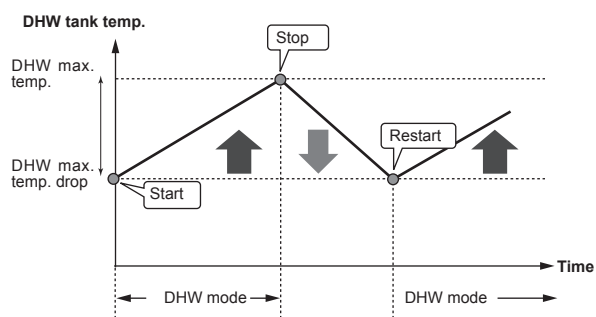 DHW tank temp.
Stop
DHW max.
temp.
Restart
DHW max.
temp. drop
Start
Time
DHW mode
DHW mode